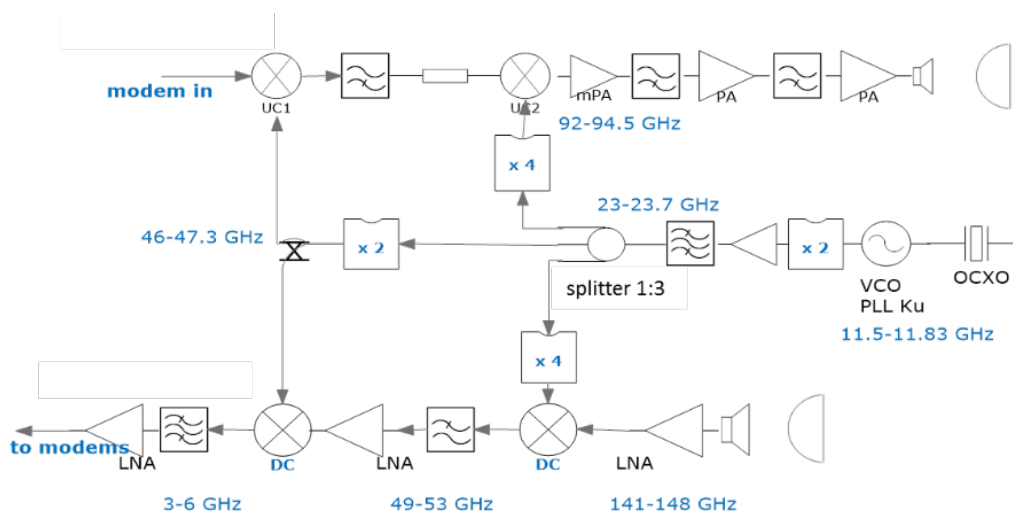 modem in
UC1
UC2
mPA
PA
PA
92-94.5 GHz
x 4
23-23.7 GHz
46-47.3 GHz
x 2
x 2
splitter 1:3
VCO
PLL Ku
OCXO
11.5-11.83 GHz
x 4
to modems
LNA
DC
LNA
DC
LNA
3-6 GHz
49-53 GHz
141-148 GHz